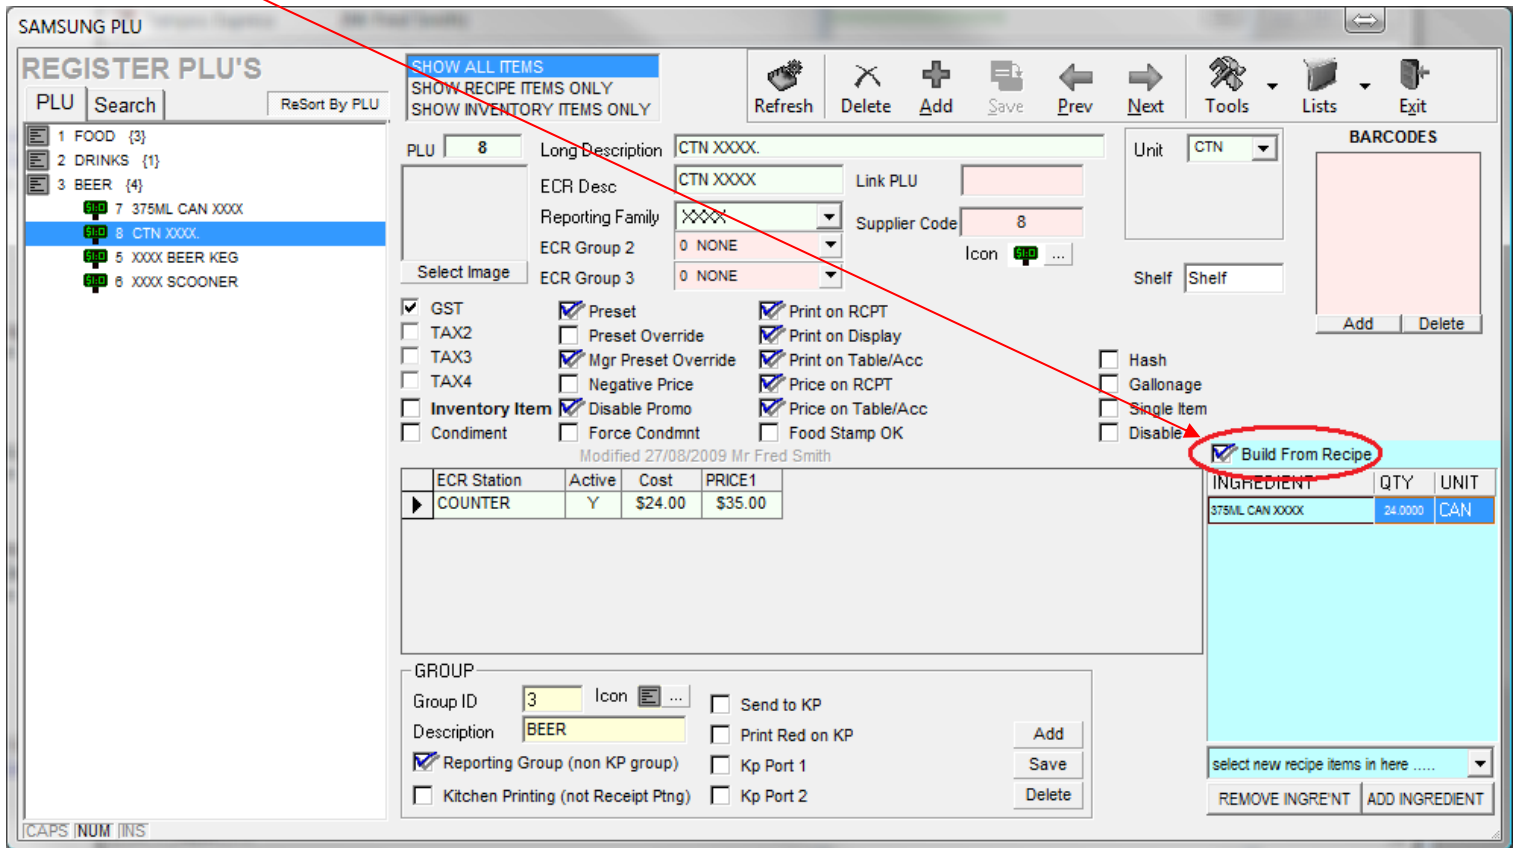 SAMSUNG PLU
REGISTER PLU'S
PLU Search ReSort By PLU
1 FOOD {3}
2 DRINKS {1}
3 BEER {4}
7 375ML CAN XXXX
8 CTN XXXX.
5 XXXX BEER KEG
6 XXXX SCOONER
SHOW ALL ITEMS
SHOW RECIPE ITEMS ONLY
SHOW INVENTORY ITEMS ONLY
Refresh Delete Add Save Prev Next Tools Lists Exit
PLU 8 Long Description CTN XXXX. Unit CTN BARCODES
ECR Desc CTN XXXX Link PLU
Reporting Family XXXX Supplier Code 8
ECR Group 2 0 NONE Icon ...
Select Image ECR Group 3 0 NONE Shelf Shelf
Add Delete
GST Preset Print on RCPT
TAX2 Preset Override Print on Display
TAX3 Mgr Preset Override Print on Table/Acc Hash
TAX4 Negative Price Price on RCPT Gallonage
Inventory Item Disable Promo Price on Table/Acc Single Item
Condiment Force Condmnt Food Stamp OK Disable
Modified 27/08/2009 Mr Fred Smith
Build From Recipe
ECR Station Active Cost PRICE1
COUNTER Y $24.00 $35.00
INGREDIENT QTY UNIT
375ML CAN XXXX 24.0000 CAN
GROUP
Group ID 3 Icon ... Send to KP
Description BEER Print Red on KP Add
Reporting Group (non KP group) Kp Port 1 Save
Kitchen Printing (not Receipt Ptng) Kp Port 2 Delete
select new recipe items in here .....
REMOVE INGRE'NT ADD INGREDIENT
CAPS NUM INS